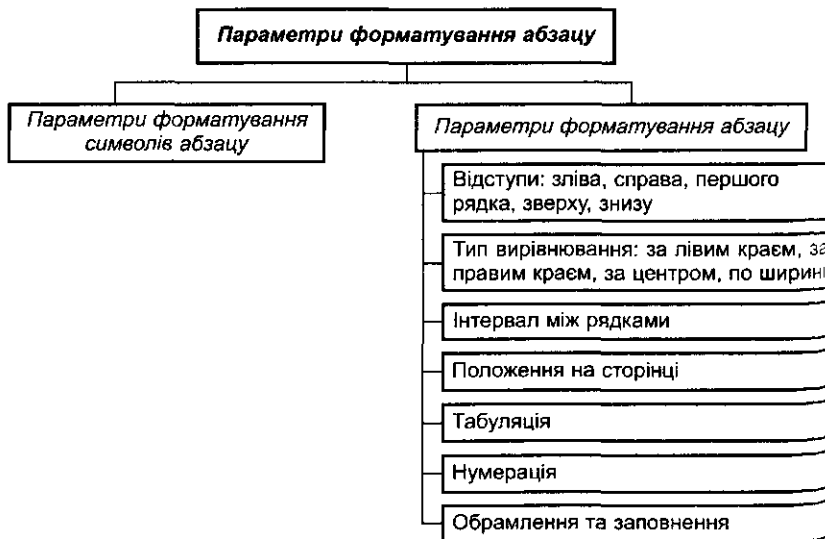 Параметри форматування абзацу
Параметри форматування
символів абзацу
Параметри форматування абзацу
Відступи: зліва, справа, першого
рядка, зверху, знизу
Тип вирівнювання: за лівим краєм, за
правим краєм, за центром, по ширині
Інтервал між рядками
Положення на сторінці
Табуляція
Нумерація
Обрамлення та заповнення